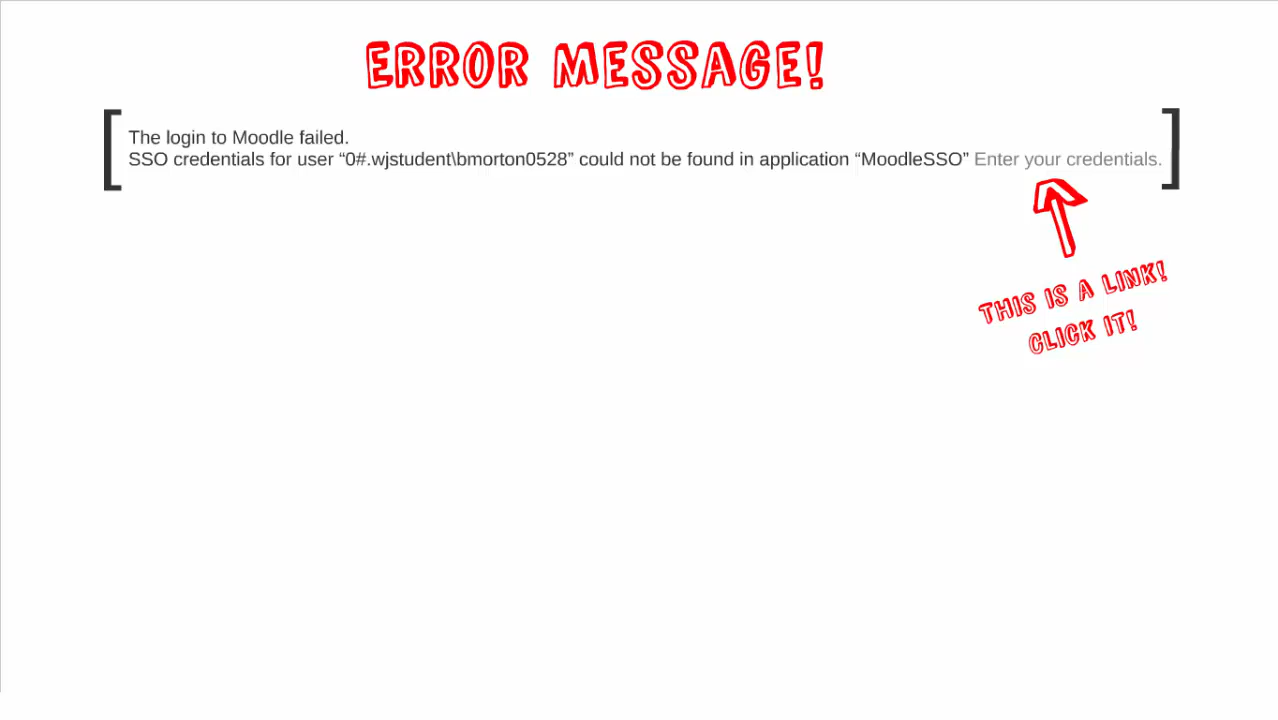 ERROR MESSAGE!
The login to Moodle failed.
SSO credentials for user “0#.wjstudent\bmorton0528” could not be found in application “MoodleSSO” Enter your credentials.
THIS IS A LINK!
CLICK IT!